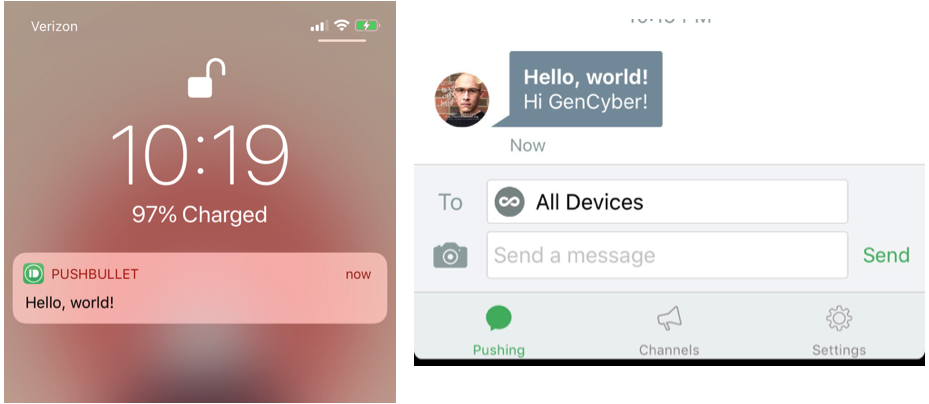 Verizon
10:19
97% Charged
PUSHBULLET now
Hello, world!
Hello, world!
Hi GenCyber!
Now
To All Devices
Send a message Send
Pushing Channels Settings